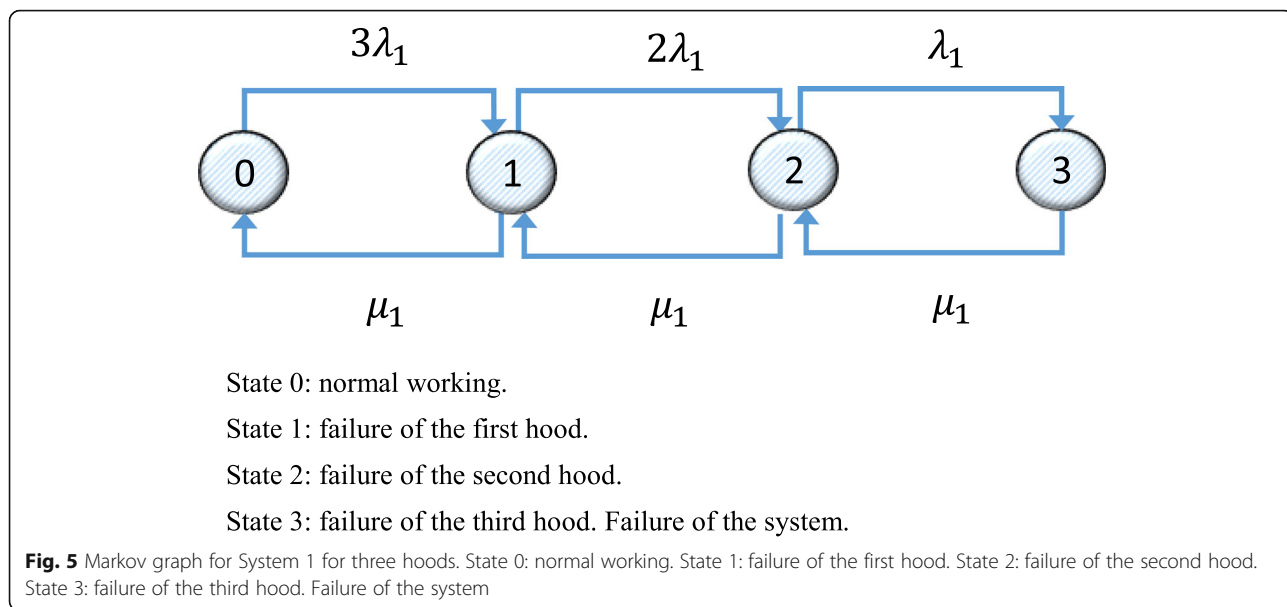 3λ₁ 2λ₁ λ₁
0 1 2 3
μ₁ μ₁ μ₁
State 0: normal working.
State 1: failure of the first hood.
State 2: failure of the second hood.
State 3: failure of the third hood. Failure of the system.
Fig. 5 Markov graph for System 1 for three hoods. State 0: normal working. State 1: failure of the first hood. State 2: failure of the second hood.
State 3: failure of the third hood. Failure of the system